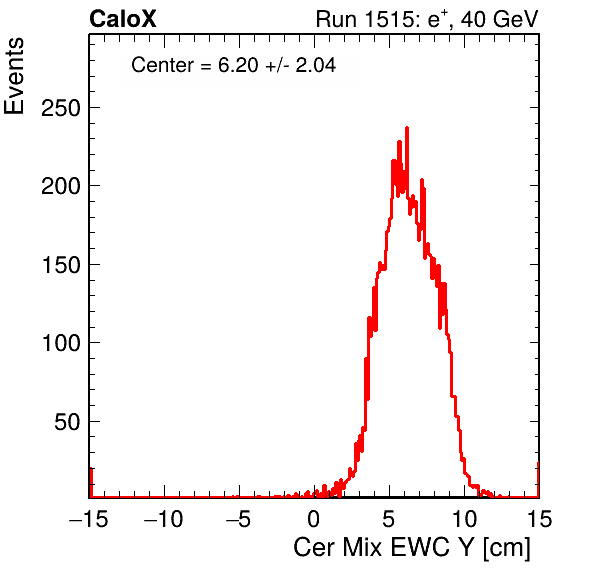 CaloX
Run 1515: e+, 40 GeV
Center = 6.20 +/- 2.04
Events
250
200
150
100
50
−15 −10 −5 0 5 10 15
Cer Mix EWC Y [cm]